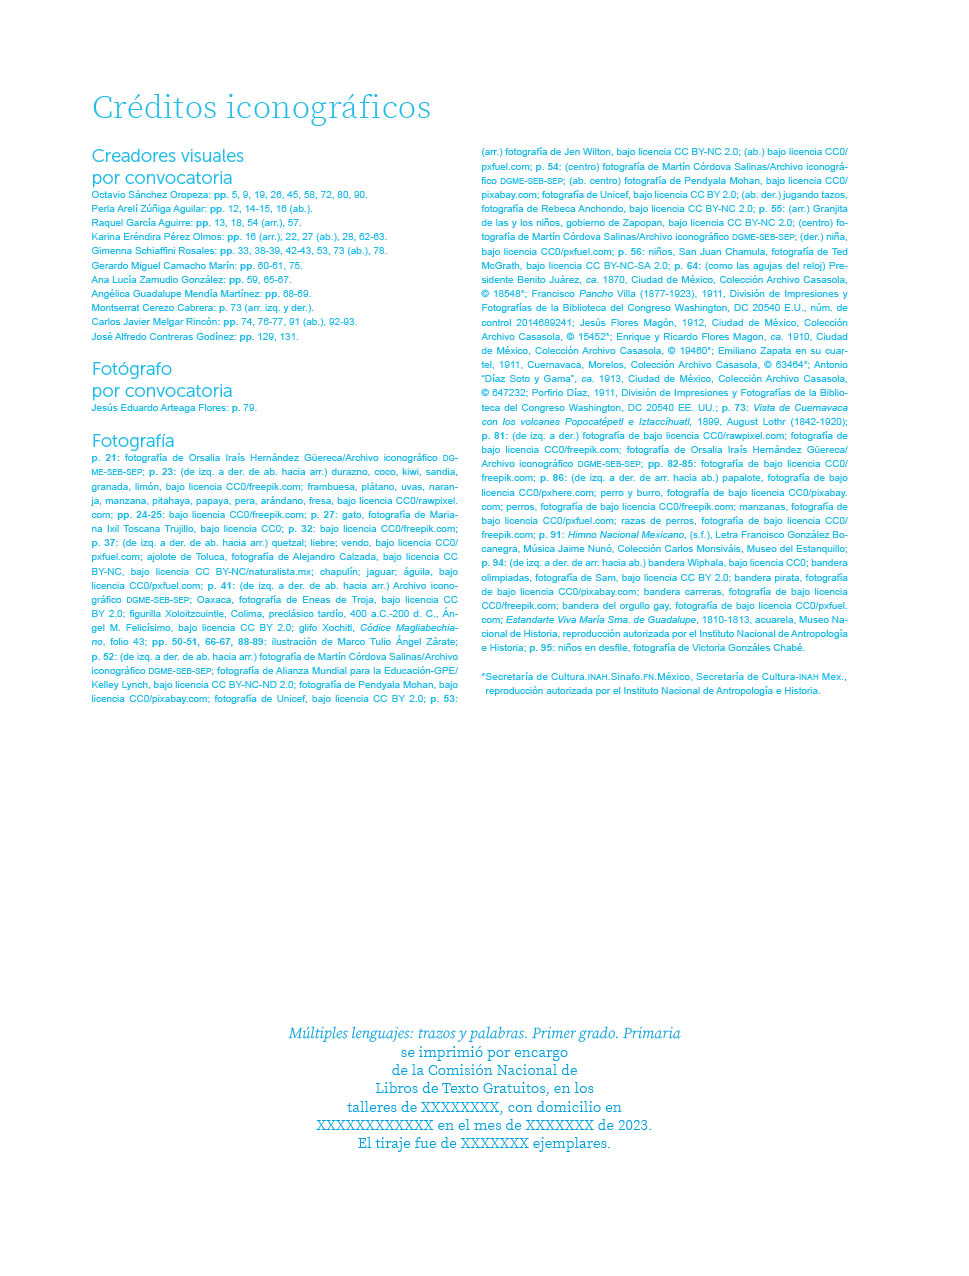 Créditos iconográficos
Creadores visuales
por convocatoria
Octavio Sánchez Oropeza: pp. 5, 9, 19, 26, 45, 58, 72, 80, 90.
Perla Arelí Zúñiga Aguilar: pp. 12, 14-15, 16 (ab.).
Raquel García Aguirre: pp. 13, 18, 54 (arr.), 57.
Karina Eréndira Pérez Olmos: pp. 16 (arr.), 22, 27 (ab.), 28, 62-63.
Gimenna Schiaffini Rosales: pp. 33, 38-39, 42-43, 53, 73 (ab.), 78.
Gerardo Miguel Camacho Marín: pp. 60-61, 75.
Ana Lucía Zamudio González: pp. 59, 65-67.
Angélica Guadalupe Mendía Martínez: pp. 68-69.
Montserrat Cerezo Cabrera: p. 73 (arr. izq. y der.).
Carlos Javier Melgar Rincón: pp. 74, 76-77, 91 (ab.), 92-93.
José Alfredo Contreras Godínez: pp. 129, 131.
Fotógrafo
por convocatoria
Jesús Eduardo Arteaga Flores: p. 79.
Fotografía
p. 21: fotografía de Orsalia Iraís Hernández Güereca/Archivo iconográfico DG-
ME-SEB-SEP; p. 23: (de izq. a der. de ab. hacia arr.) durazno, coco, kiwi, sandia,
granada, limón, bajo licencia CC0/freepik.com; frambuesa, plátano, uvas, naran-
ja, manzana, pitahaya, papaya, pera, arándano, fresa, bajo licencia CC0/rawpixel.
com; pp. 24-25: bajo licencia CC0/freepik.com; p. 27: gato, fotografía de Maria-
na Ixil Toscana Trujillo, bajo licencia CC0; p. 32: bajo licencia CC0/freepik.com;
p. 37: (de izq. a der. de ab. hacia arr.) quetzal; liebre; vendo, bajo licencia CC0/
pxfuel.com; ajolote de Toluca, fotografía de Alejandro Calzada, bajo licencia CC
BY-NC, bajo licencia CC BY-NC/naturalista.mx; chapulín; jaguar; águila, bajo
licencia CC0/pxfuel.com; p. 41: (de izq. a der. de ab. hacia arr.) Archivo icono-
gráfico DGME-SEB-SEP; Oaxaca, fotografía de Eneas de Troja, bajo licencia CC
BY 2.0; figurilla Xoloitzcuintle, Colima, preclásico tardío, 400 a.C.-200 d. C., Án-
gel M. Felicísimo, bajo licencia CC BY 2.0; glifo Xochitl, Códice Magliabechia-
no, folio 43; pp. 50-51, 66-67, 88-89: ilustración de Marco Tulio Ángel Zárate;
p. 52: (de izq. a der. de ab. hacia arr.) fotografía de Martín Córdova Salinas/Archivo
iconográfico DGME-SEB-SEP; fotografía de Alianza Mundial para la Educación-GPE/
Kelley Lynch, bajo licencia CC BY-NC-ND 2.0; fotografía de Pendyala Mohan, bajo
licencia CC0/pixabay.com; fotografía de Unicef, bajo licencia CC BY 2.0; p. 53:
(arr.) fotografía de Jen Wilton, bajo licencia CC BY-NC 2.0; (ab.) bajo licencia CC0/
pxfuel.com; p. 54: (centro) fotografía de Martín Córdova Salinas/Archivo iconográ-
fico DGME-SEB-SEP; (ab. centro) fotografía de Pendyala Mohan, bajo licencia CC0/
pixabay.com; fotografía de Unicef, bajo licencia CC BY 2.0; (ab. der.) jugando tazos,
fotografía de Rebeca Anchondo, bajo licencia CC BY-NC 2.0; p. 55: (arr.) Granjita
de las y los niños, gobierno de Zapopan, bajo licencia CC BY-NC 2.0; (centro) fo-
tografía de Martín Córdova Salinas/Archivo iconográfico DGME-SEB-SEP; (der.) niña,
bajo licencia CC0/pxfuel.com; p. 56: niños, San Juan Chamula, fotografía de Ted
McGrath, bajo licencia CC BY-NC-SA 2.0; p. 64: (como las agujas del reloj) Pre-
sidente Benito Juárez, ca. 1870, Ciudad de México, Colección Archivo Casasola,
© 18548*; Francisco Pancho Villa (1877-1923), 1911, División de Impresiones y
Fotografías de la Biblioteca del Congreso Washington, DC 20540 E.U., núm. de
control 2014689241; Jesús Flores Magón, 1912, Ciudad de México, Colección
Archivo Casasola, © 15452*; Enrique y Ricardo Flores Magon, ca. 1910, Ciudad
de México, Colección Archivo Casasola, © 19460*; Emiliano Zapata en su cuar-
tel, 1911, Cuernavaca, Morelos, Colección Archivo Casasola, © 63464*; Antonio
"Díaz Soto y Gama", ca. 1913, Ciudad de México, Colección Archivo Casasola,
© 647232; Porfirio Díaz, 1911, División de Impresiones y Fotografías de la Biblio-
teca del Congreso Washington, DC 20540 EE. UU.; p. 73: Vista de Cuernavaca
con los volcanes Popocatépetl e Iztaccíhuatl, 1899, August Lothr (1842-1920);
p. 81: (de izq. a der.) fotografía de bajo licencia CC0/rawpixel.com; fotografía de
bajo licencia CC0/freepik.com; fotografía de Orsalia Iraís Hernández Güereca/
Archivo iconográfico DGME-SEB-SEP; pp. 82-85: fotografía de bajo licencia CC0/
freepik.com; p. 86: (de izq. a der. de arr. hacia ab.) papalote, fotografía de bajo
licencia CC0/pxhere.com; perro y burro, fotografía de bajo licencia CC0/pixabay.
com; perros, fotografía de bajo licencia CC0/freepik.com; manzanas, fotografía de
bajo licencia CC0/pxfuel.com; razas de perros, fotografía de bajo licencia CC0/
freepik.com; p. 91: Himno Nacional Mexicano, (s.f.), Letra Francisco González Bo-
canegra, Música Jaime Nunó, Colección Carlos Monsiváis, Museo del Estanquillo;
p. 94: (de izq. a der. de arr. hacia ab.) bandera Wiphala, bajo licencia CC0; bandera
olimpiadas, fotografía de Sam, bajo licencia CC BY 2.0; bandera pirata, fotografía
de bajo licencia CC0/pixabay.com; bandera carreras, fotografía de bajo licencia
CC0/freepik.com; bandera del orgullo gay, fotografía de bajo licencia CC0/pxfuel.
com; Estandarte Viva María Sma. de Guadalupe, 1810-1813, acuarela, Museo Na-
cional de Historia, reproducción autorizada por el Instituto Nacional de Antropología
e Historia; p. 95: niños en desfile, fotografía de Victoria Gonzáles Chabé.
*Secretaría de Cultura.INAH.Sinafo.FN.México, Secretaría de Cultura-INAH Mex.,
reproducción autorizada por el Instituto Nacional de Antropología e Historia.
Múltiples lenguajes: trazos y palabras. Primer grado. Primaria
se imprimió por encargo
de la Comisión Nacional de
Libros de Texto Gratuitos, en los
talleres de XXXXXXXX, con domicilio en
XXXXXXXXXXXX en el mes de XXXXXXX de 2023.
El tiraje fue de XXXXXXX ejemplares.